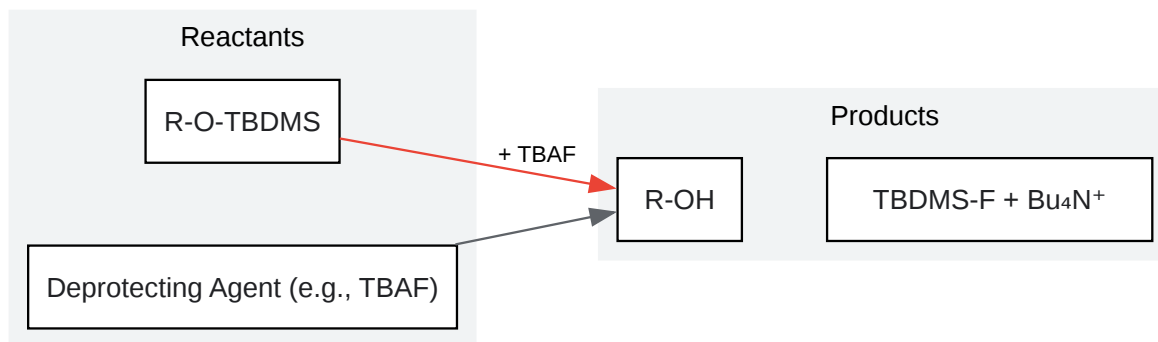 Reactants
R-O-TBDMS
+ TBAF
Deprotecting Agent (e.g., TBAF)
Products
R-OH
TBDMS-F + Bu₄N⁺